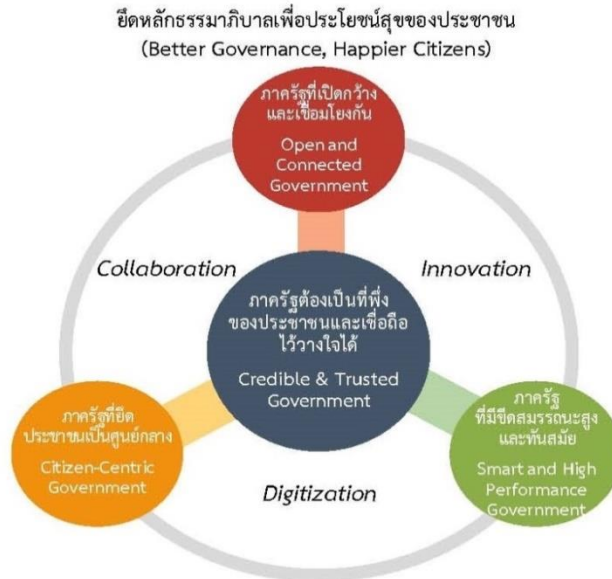 ยึดหลักธรรมาภิบาลเพื่อประโยชน์สุขของประชาชน
(Better Governance, Happier Citizens)
ภาครัฐที่เปิดกว้าง
และเชื่อมโยงกัน
Open and
Connected
Government
Collaboration
Innovation
ภาครัฐต้องเป็นที่พึ่ง
ของประชาชนและเชื่อถือ
ไว้วางใจได้
Credible & Trusted
Government
ภาครัฐที่ยึด
ประชาชนเป็นศูนย์กลาง
Citizen-Centric
Government
ภาครัฐ
ที่มีขีดสมรรถนะสูง
และทันสมัย
Smart and High
Performance
Government
Digitization